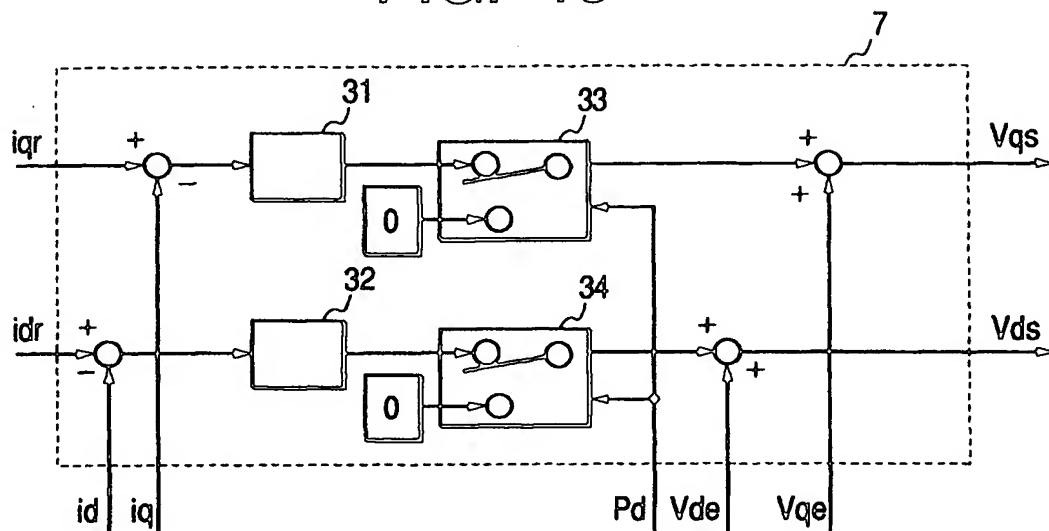 7
31
33
iqr
+
-
+
+
Vqs
0
32
34
idr
+
-
+
+
Vds
0
id
iq
Pd
Vde
Vqe